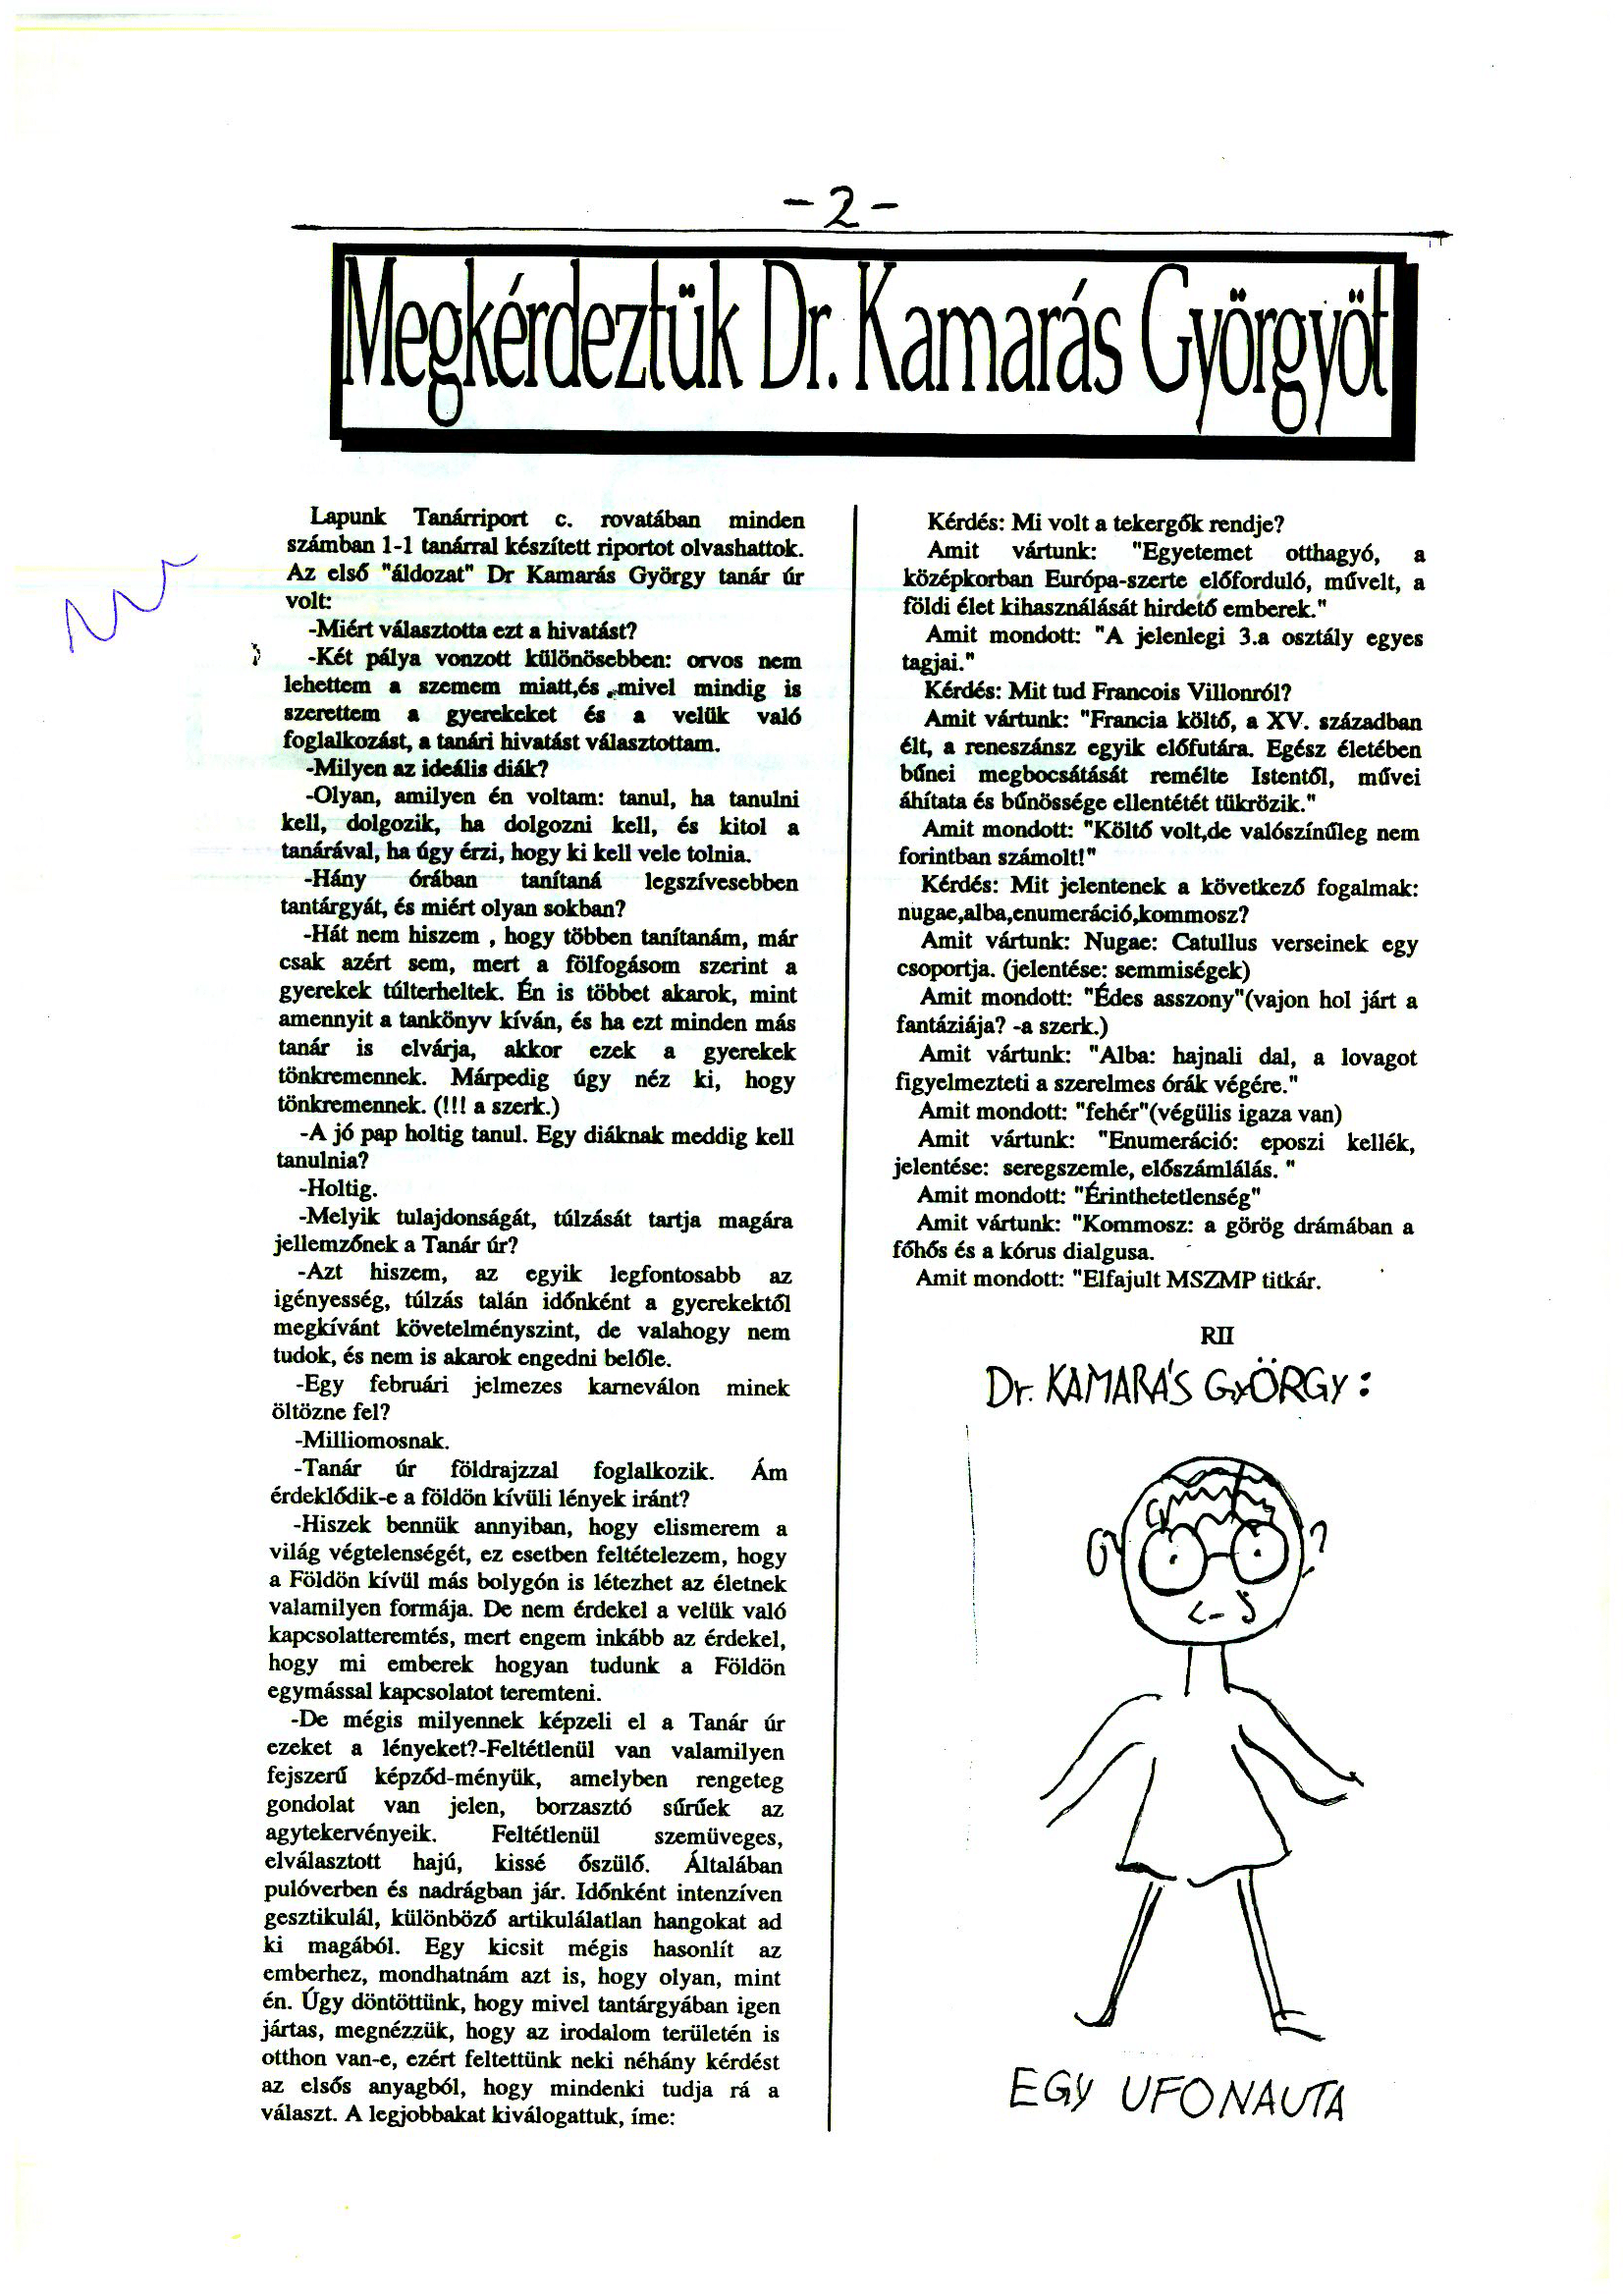 -2-
Megkérdeztük Dr. Kamarás Györgyöt
Lapunk Tanárriport c. rovatában minden
számban 1-1 tanárral készített riportot olvashattok.
Az első "áldozat" Dr Kamarás György tanár úr
volt:
-Miért választotta ezt a hivatást?
-Két pálya vonzott különösebben: orvos nem
lehettem a szemem miatt,és mivel mindig is
szerettem a gyerekeket és a velük való
foglalkozást, a tanári hivatást választottam.
-Milyen az ideális diák?
-Olyan, amilyen én voltam: tanul, ha tanulni
kell, dolgozik, ha dolgozni kell, és kitol a
tanárával, ha úgy érzi, hogy ki kell vele tolnia.
-Hány órában tanítaná legszívesebben
tantárgyát, és miért olyan sokban?
-Hát nem hiszem , hogy többen tanítanám, már
csak azért sem, mert a fölfogásom szerint a
gyerekek túlterheltek. Én is többet akarok, mint
amennyit a tankönyv kíván, és ha ezt minden más
tanár is elvárja, akkor ezek a gyerekek
tönkremennek. Márpedig úgy néz ki, hogy
tönkremennek. (!!! a szerk.)
-A jó pap holtig tanul. Egy diáknak meddig kell
tanulnia?
-Holtig.
-Melyik tulajdonságát, túlzását tartja magára
jellemzőnek a Tanár úr?
-Azt hiszem, az egyik legfontosabb az
igényesség, túlzás talán időnként a gyerekektől
megkívánt követelményszint, de valahogy nem
tudok, és nem is akarok engedni belőle.
-Egy februári jelmezes karneválon minek
öltözne fel?
-Milliomosnak.
-Tanár úr földrajzzal foglalkozik. Ám
érdeklődik-e a földön kívüli lények iránt?
-Hiszek bennük annyiban, hogy elismerem a
világ végtelenségét, ez esetben feltételezem, hogy
a Földön kívül más bolygón is létezhet az életnek
valamilyen formája. De nem érdekel a velük való
kapcsolatteremtés, mert engem inkább az érdekel,
hogy mi emberek hogyan tudunk a Földön
egymással kapcsolatot teremteni.
-De mégis milyennek képzeli el a Tanár úr
ezeket a lényeket?-Feltétlenül van valamilyen
fejszerű képződ-ményük, amelyben rengeteg
gondolat van jelen, borzasztó sűrűek az
agytekervényeik. Feltétlenül szemüveges,
elválasztott hajú, kissé őszülő. Általában
pulóverben és nadrágban jár. Időnként intenzíven
gesztikulál, különböző artikulálatlan hangokat ad
ki magából. Egy kicsit mégis hasonlít az
emberhez, mondhatnám azt is, hogy olyan, mint
én. Úgy döntöttünk, hogy mivel tantárgyában igen
jártas, megnézzük, hogy az irodalom területén is
otthon van-e, ezért feltettünk neki néhány kérdést
az elsős anyagból, hogy mindenki tudja rá a
választ. A legjobbakat kiválogattuk, íme:
Kérdés: Mi volt a tekergők rendje?
Amit vártunk: "Egyetemet otthagyó, a
középkorban Európa-szerte előforduló, művelt, a
földi élet kihasználását hirdető emberek."
Amit mondott: "A jelenlegi 3.a osztály egyes
tagjai."
Kérdés: Mit tud Francois Villonról?
Amit vártunk: "Francia költő, a XV. században
élt, a reneszánsz egyik előfutára. Egész életében
bűnei megbocsátását remélte Istentől, művei
áhítata és bűnössége ellentétét tükrözik."
Amit mondott: "Költő volt,de valószínűleg nem
forintban számolt!"
Kérdés: Mit jelentenek a következő fogalmak:
nugae,alba,enumeráció,kommosz?
Amit vártunk: Nugae: Catullus verseinek egy
csoportja. (jelentése: semmiségek)
Amit mondott: "Édes asszony"(vajon hol járt a
fantáziája? -a szerk.)
Amit vártunk: "Alba: hajnali dal, a lovagot
figyelmezteti a szerelmes órák végére."
Amit mondott: "fehér"(végülis igaza van)
Amit vártunk: "Enumeráció: eposzi kellék,
jelentése: seregszemle, előszámlálás. "
Amit mondott: "Érinthetetlenség"
Amit vártunk: "Kommosz: a görög drámában a
főhős és a kórus dialgusa.
Amit mondott: "Elfajult MSZMP titkár.
RII
Dr. KAMARÁS GyÖRGY:
EGY UFONAUTA